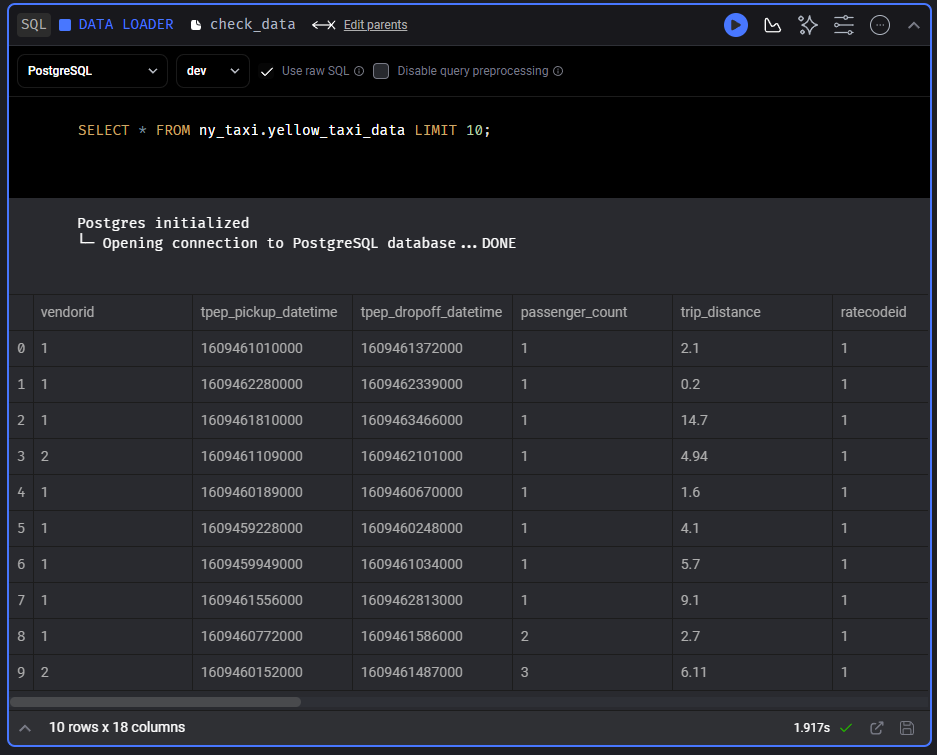 SQL DATA LOADER check_data Edit parents
PostgreSQL dev Use raw SQL Disable query preprocessing
SELECT * FROM ny_taxi.yellow_taxi_data LIMIT 10;
Postgres initialized
└─ Opening connection to PostgreSQL database...DONE
vendorid tpep_pickup_datetime tpep_dropoff_datetime passenger_count trip_distance ratecodeid
0 1 1609461010000 1609461372000 1 2.1 1
1 1 1609462280000 1609462339000 1 0.2 1
2 1 1609461810000 1609463466000 1 14.7 1
3 2 1609461109000 1609462101000 1 4.94 1
4 1 1609460189000 1609460670000 1 1.6 1
5 1 1609459228000 1609460248000 1 4.1 1
6 1 1609459949000 1609461034000 1 5.7 1
7 1 1609461556000 1609462813000 1 9.1 1
8 1 1609460772000 1609461586000 2 2.7 1
9 2 1609460152000 1609461487000 3 6.11 1
10 rows x 18 columns 1.917s